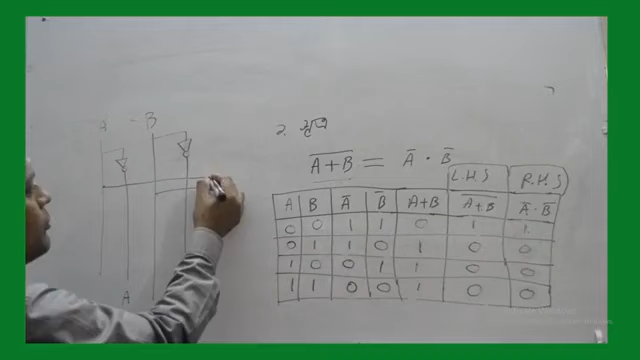 A B
2. সূত্র
A̅+̅B̅ = A̅ · B̅
L.H.S R.H.S
A B A̅ B̅ A+B A̅+̅B̅ A̅·B̅
0 0 1 1 0 1 1
0 1 1 0 1 0 0
1 0 0 1 1 0 0
1 1 0 0 1 0 0
A